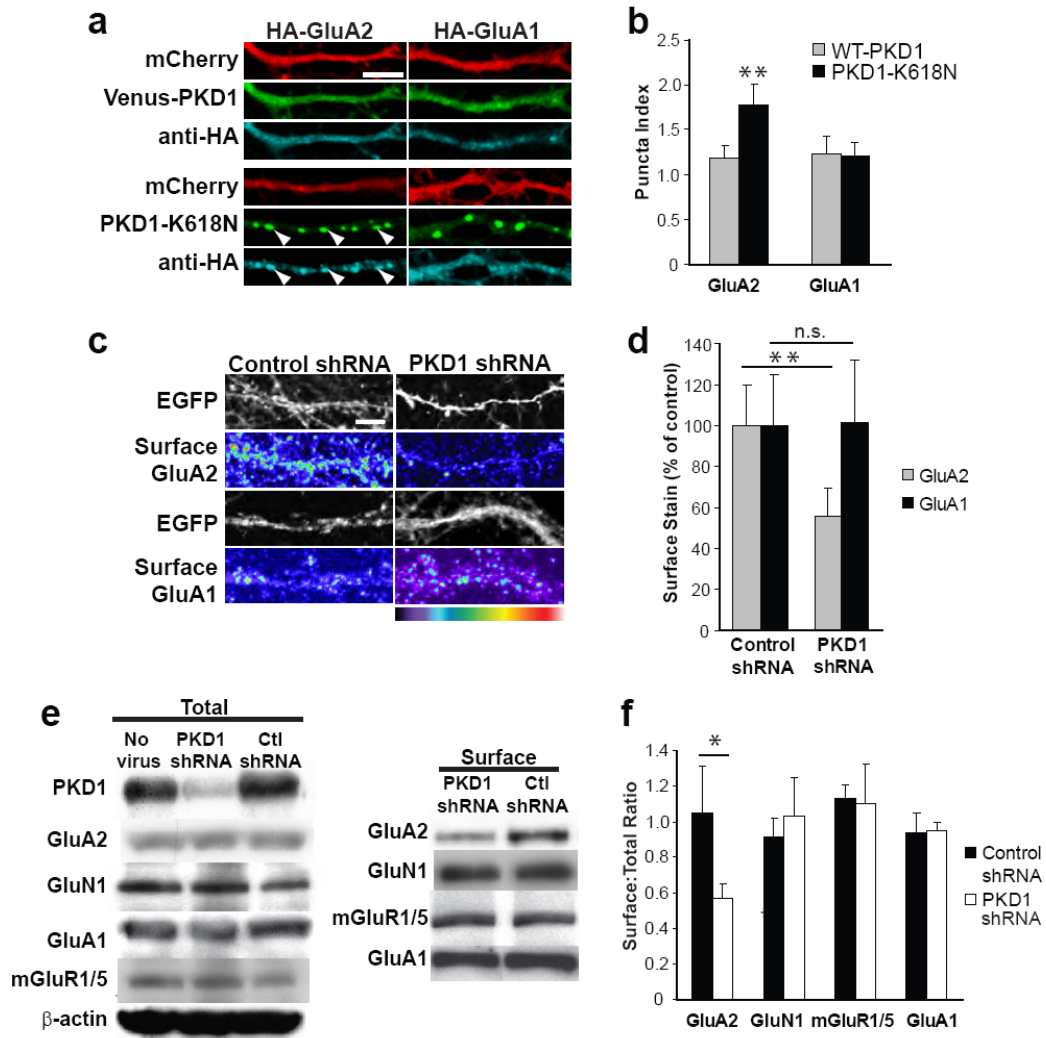 a
HA-GluA2 HA-GluA1
mCherry
Venus-PKD1
anti-HA
mCherry
PKD1-K618N
anti-HA
b
WT-PKD1
PKD1-K618N
Puncta Index
2.5
2.0
1.5
1.0
0.5
0
**
GluA2 GluA1
c
Control shRNA PKD1 shRNA
EGFP
Surface
GluA2
EGFP
Surface
GluA1
d
Surface Stain (% of control)
140
120
100
80
60
40
20
0
n.s.
**
GluA2
GluA1
Control
shRNA
PKD1
shRNA
e
Total
No
virus
PKD1
shRNA
Ctl
shRNA
PKD1
GluA2
GluN1
GluA1
mGluR1/5
β-actin
Surface
PKD1
shRNA
Ctl
shRNA
GluA2
GluN1
mGluR1/5
GluA1
f
Surface:Total Ratio
1.4
1.2
1.0
0.8
0.6
0.4
0.2
0
*
Control
shRNA
PKD1
shRNA
GluA2 GluN1 mGluR1/5 GluA1